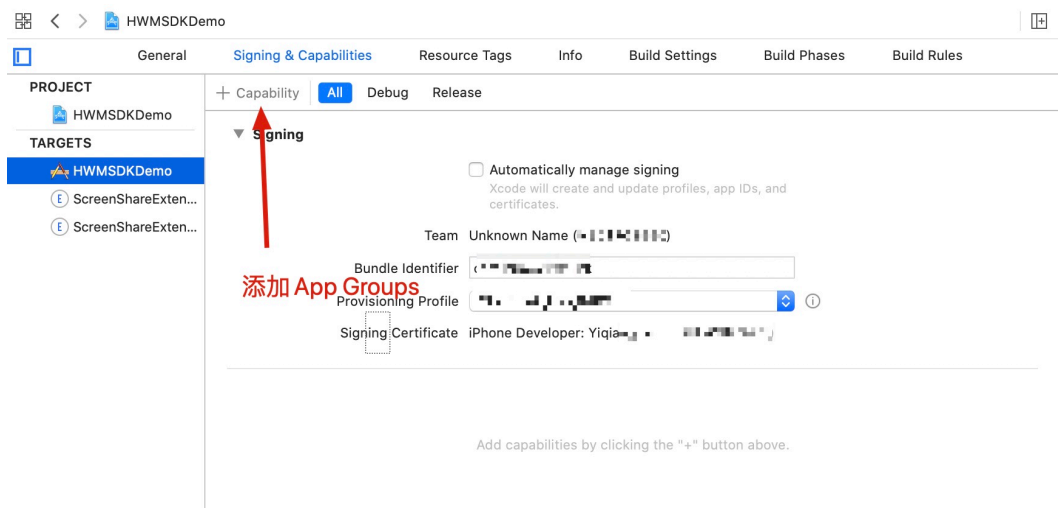 HWMSDKDemo
General Signing & Capabilities Resource Tags Info Build Settings Build Phases Build Rules
PROJECT
HWMSDKDemo
TARGETS
HWMSDKDemo
E ScreenShareExten...
E ScreenShareExten...
+ Capability All Debug Release
Signing
Automatically manage signing
Xcode will create and update profiles, app IDs, and
certificates.
Team Unknown Name (
Bundle Identifier
添加 App Groups
Provisioning Profile
Signing Certificate iPhone Developer: Yiqia
Add capabilities by clicking the "+" button above.